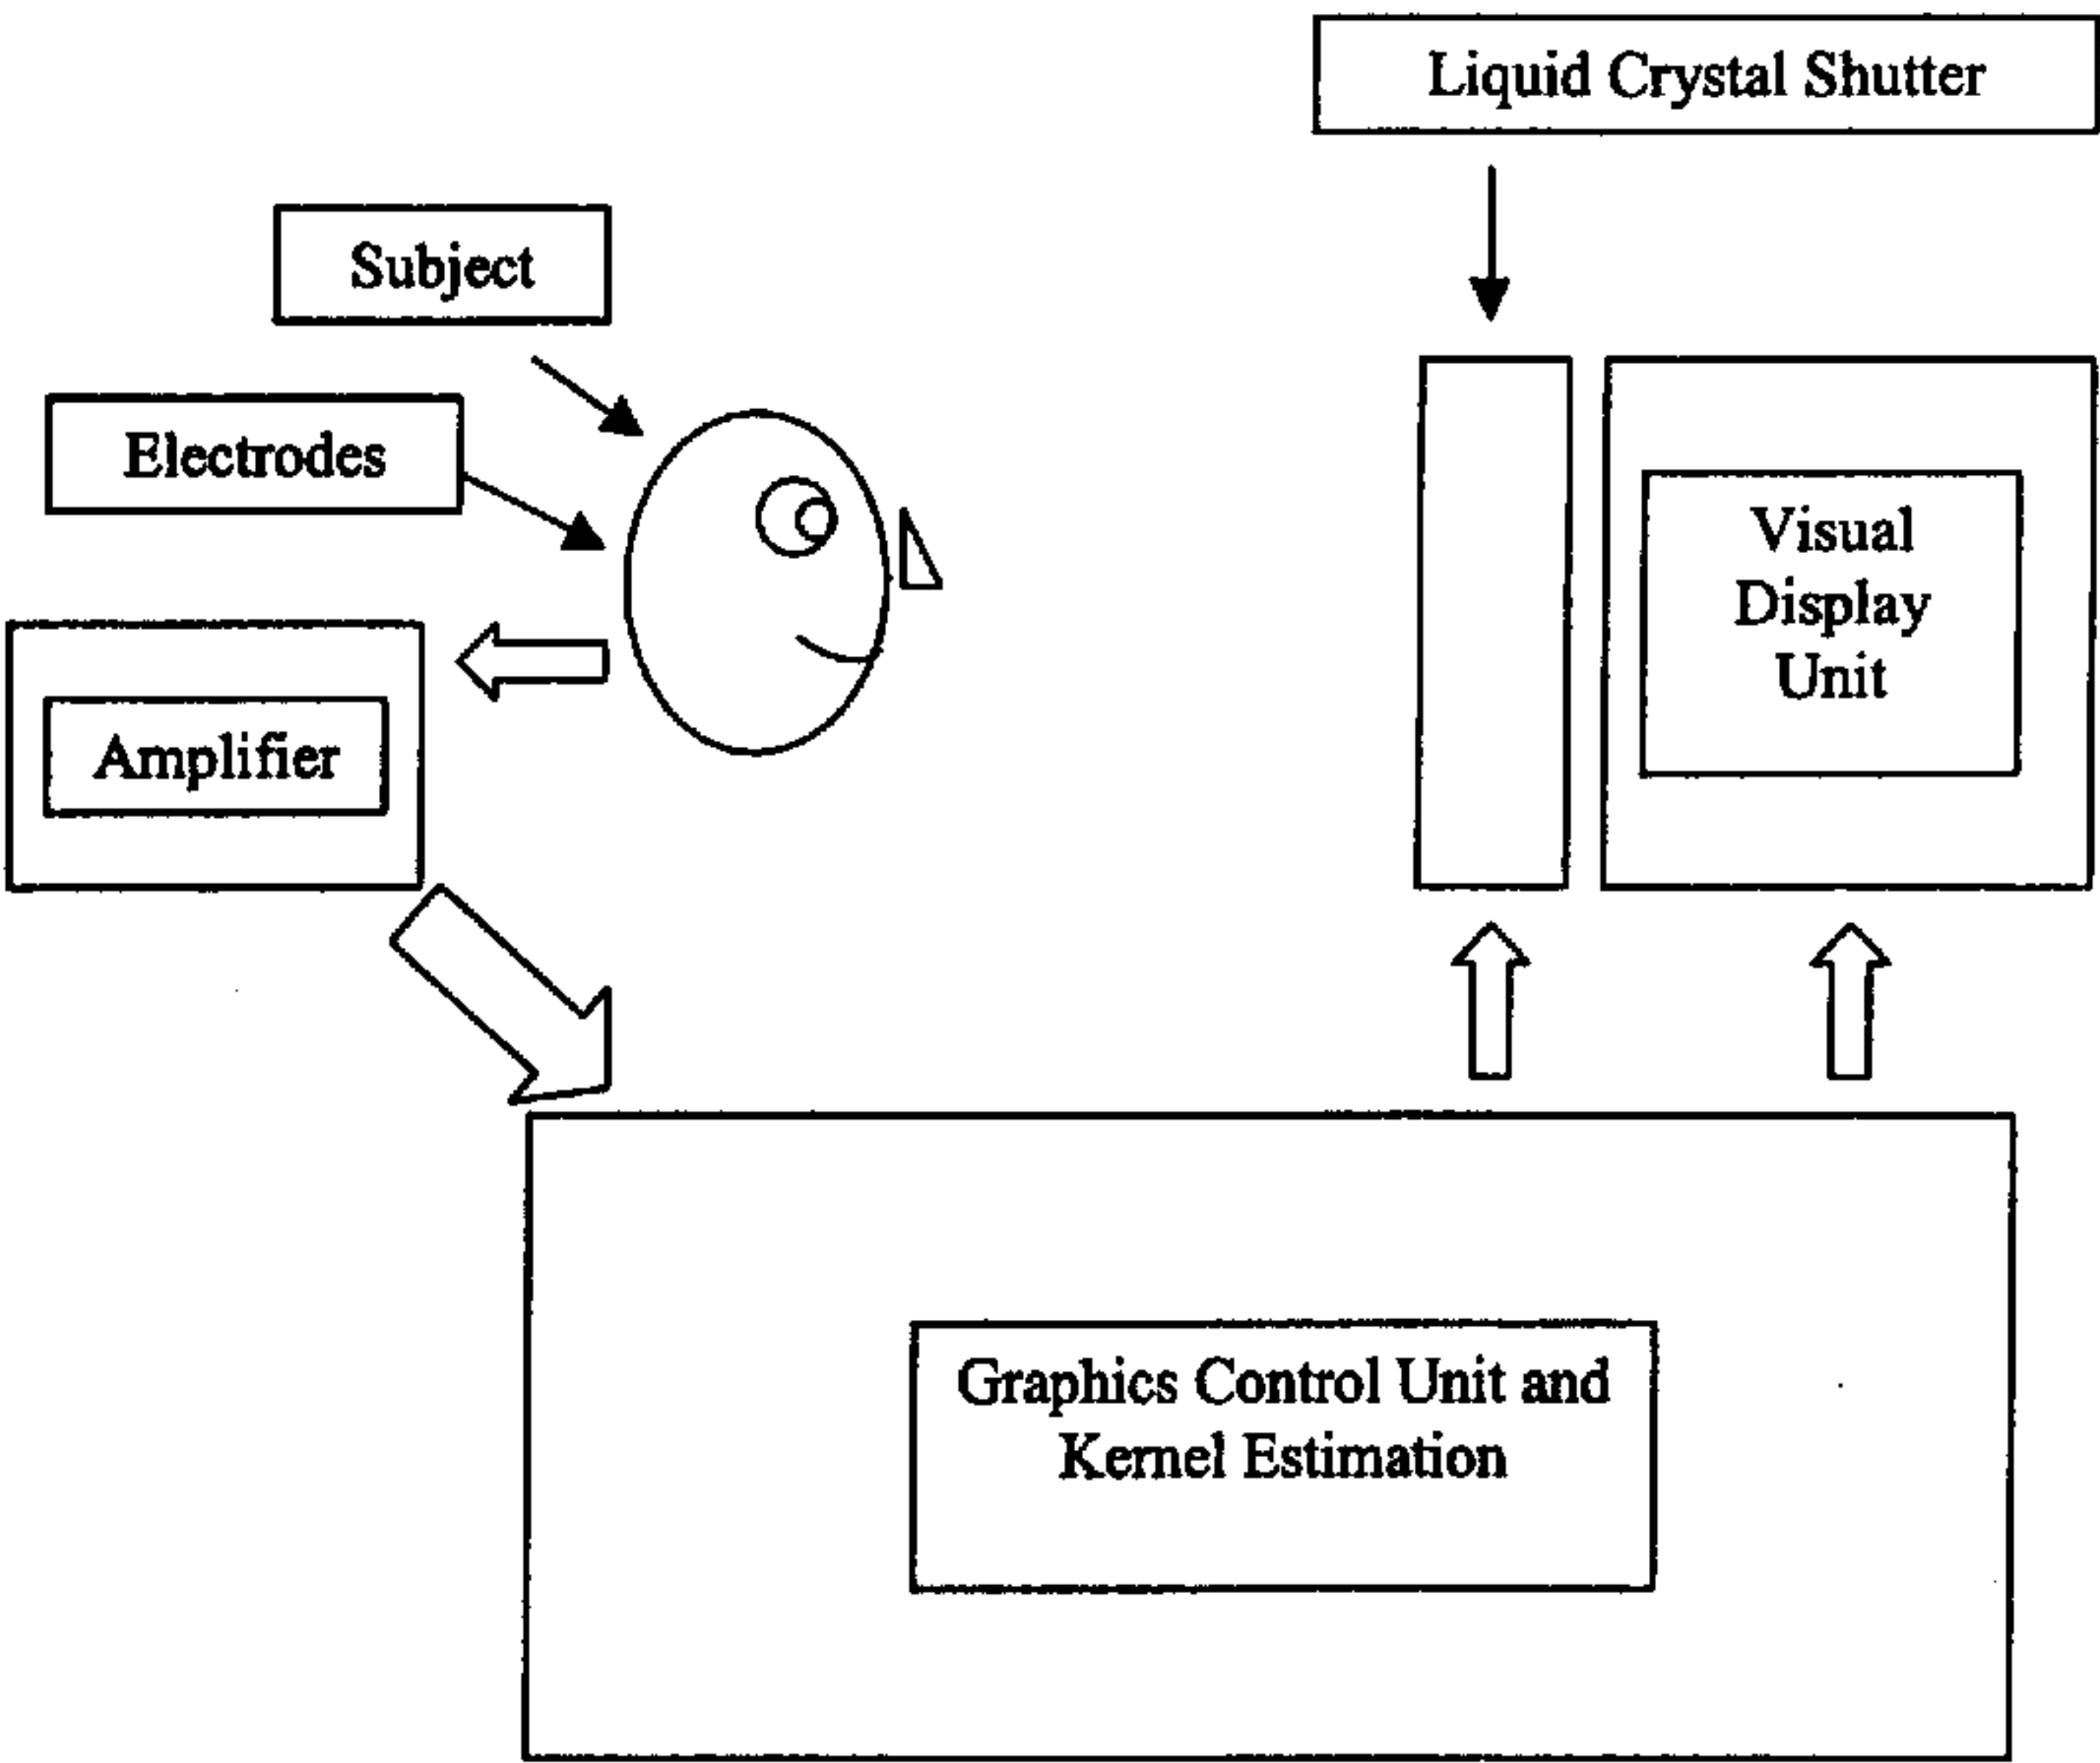 Liquid Crystal Shutter
Subject
Electrodes
Visual
Display
Unit
Amplifier
Graphics Control Unit and
Kernel Estimation